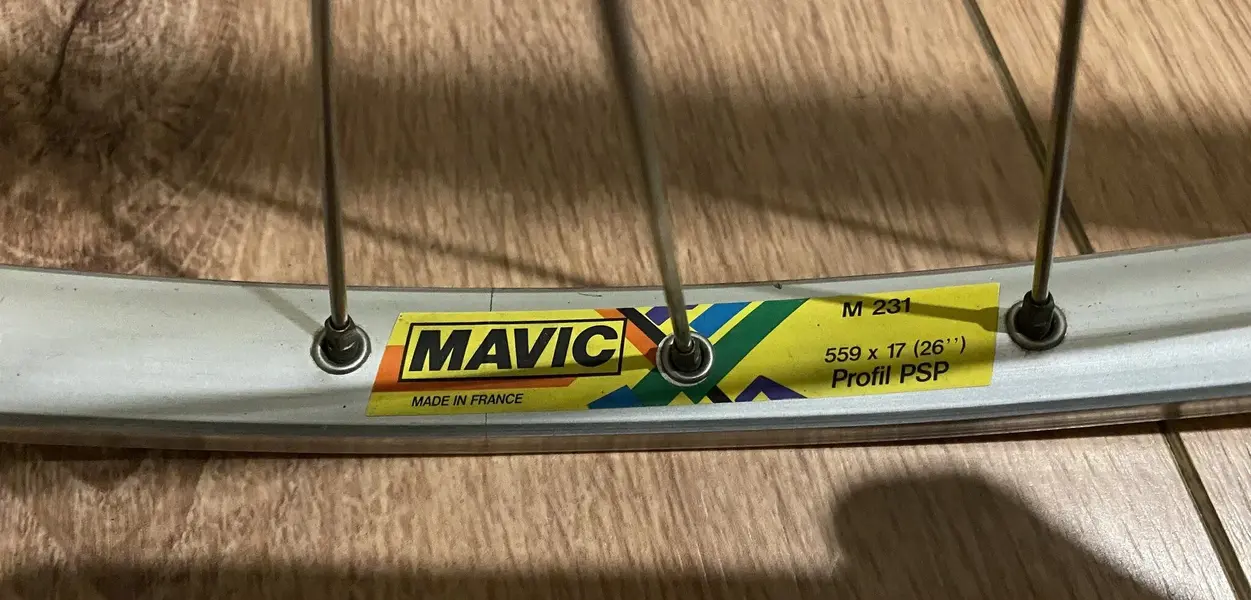 MAVIC
MADE IN FRANCE
M 231
559 x 17 (26'')
Profil PSP